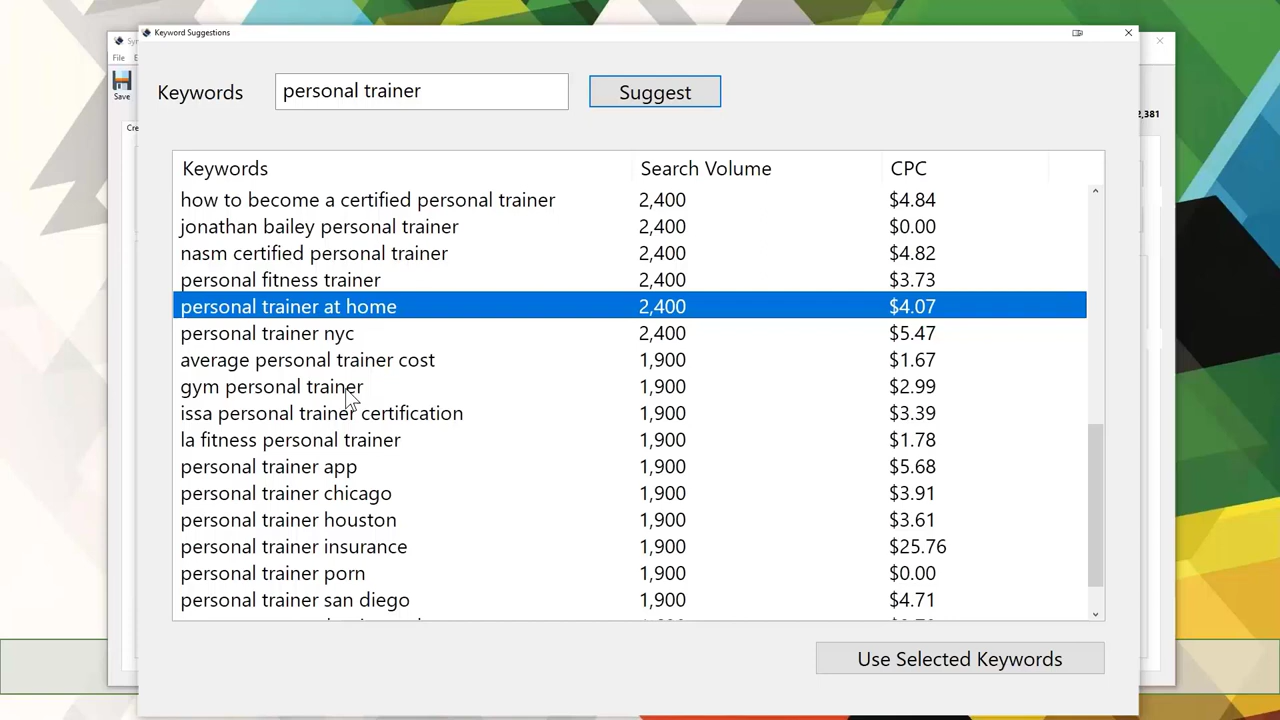 Keyword Suggestions
File
Save
2,381
Keywords personal trainer Suggest
Keywords Search Volume CPC
how to become a certified personal trainer 2,400 $4.84
jonathan bailey personal trainer 2,400 $0.00
nasm certified personal trainer 2,400 $4.82
personal fitness trainer 2,400 $3.73
personal trainer at home 2,400 $4.07
personal trainer nyc 2,400 $5.47
average personal trainer cost 1,900 $1.67
gym personal trainer 1,900 $2.99
issa personal trainer certification 1,900 $3.39
la fitness personal trainer 1,900 $1.78
personal trainer app 1,900 $5.68
personal trainer chicago 1,900 $3.91
personal trainer houston 1,900 $3.61
personal trainer insurance 1,900 $25.76
personal trainer porn 1,900 $0.00
personal trainer san diego 1,900 $4.71
Use Selected Keywords